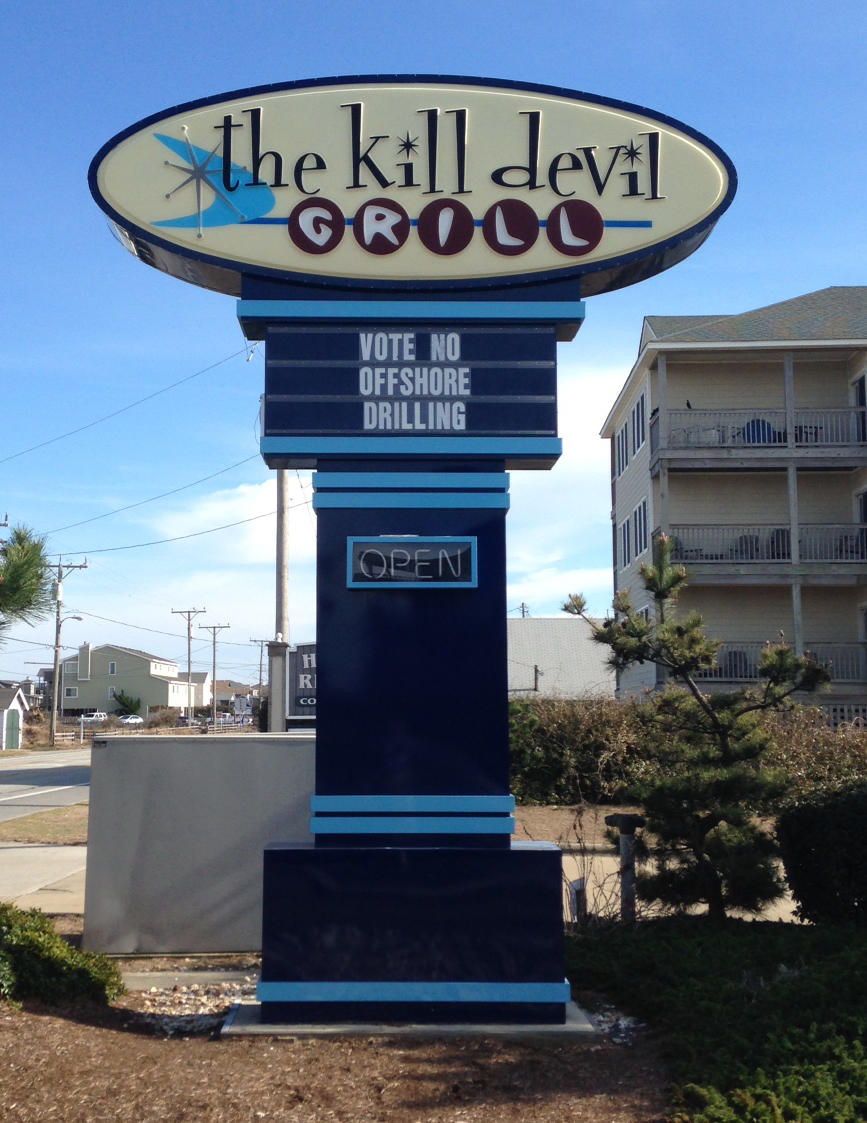 the kill devil
GRILL
VOTE NO
OFFSHORE
DRILLING
OPEN